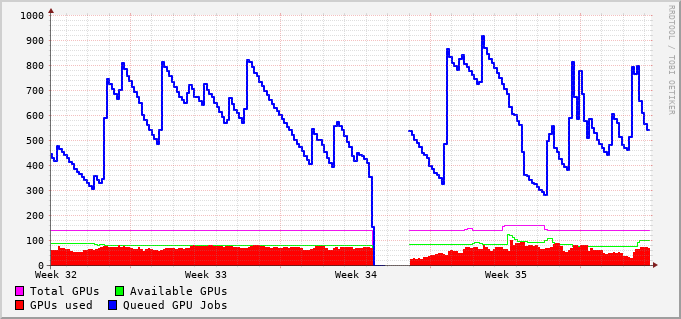 1000
900
800
700
600
500
400
300
200
100
0
Week 32 Week 33 Week 34 Week 35
Total GPUs Available GPUs
GPUs used Queued GPU Jobs
RRDTOOL / TOBI OETIKER